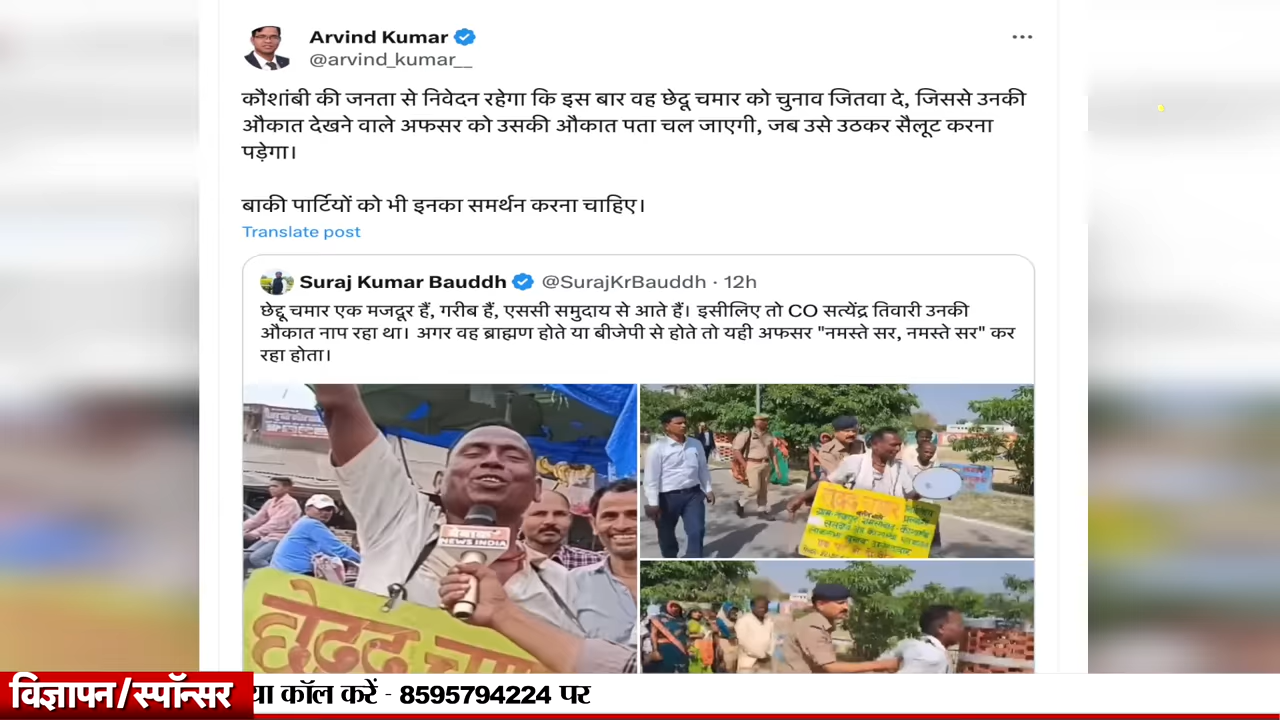 Arvind Kumar
@arvind_kumar__
कौशांबी की जनता से निवेदन रहेगा कि इस बार वह छेदू चमार को चुनाव जितवा दे, जिससे उनकी
औकात देखने वाले अफसर को उसकी औकात पता चल जाएगी, जब उसे उठकर सैलूट करना
पड़ेगा।
बाकी पार्टियों को भी इनका समर्थन करना चाहिए।
Translate post
Suraj Kumar Bauddh @SurajKrBauddh · 12h
छेद्दू चमार एक मजदूर हैं, गरीब हैं, एससी समुदाय से आते हैं। इसीलिए तो CO सत्येंद्र तिवारी उनकी
औकात नाप रहा था। अगर वह ब्राह्मण होते या बीजेपी से होते तो यही अफसर "नमस्ते सर, नमस्ते सर" कर
रहा होता।
NEWS INDIA
छेदद्दू
विज्ञापन/स्पॉन्सर
या कॉल करें - 8595794224 पर